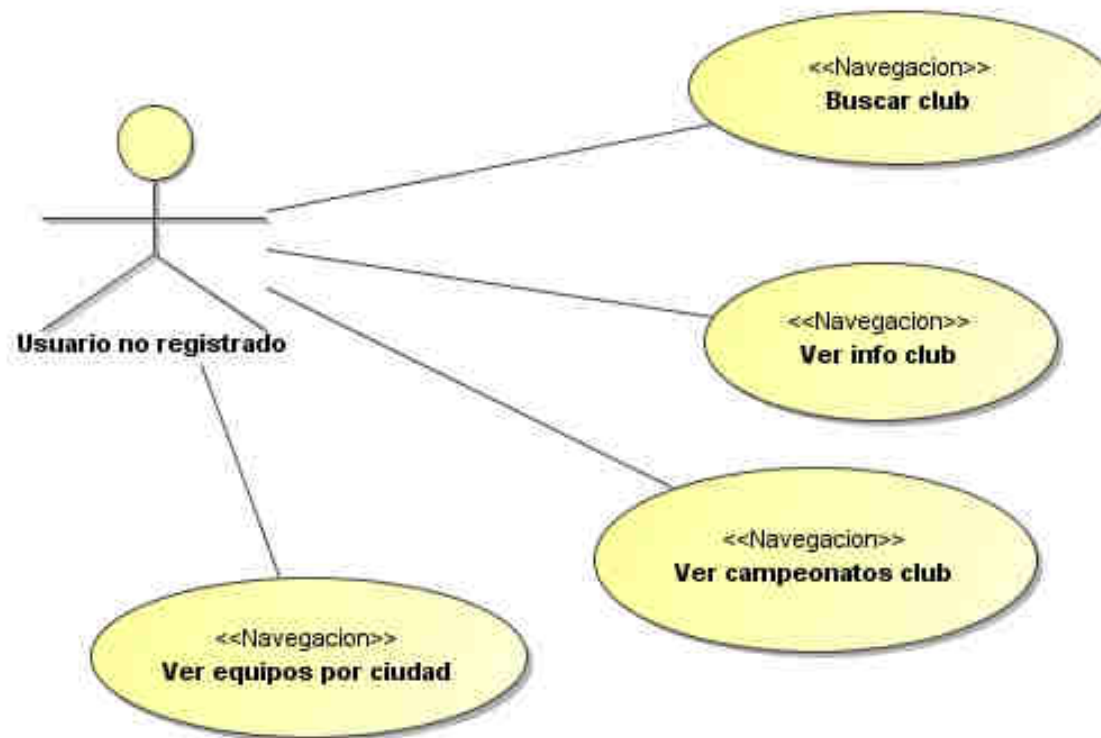 <<Navegacion>>
Buscar club
<<Navegacion>>
Ver info club
Usuario no registrado
<<Navegacion>>
Ver campeonatos club
<<Navegacion>>
Ver equipos por ciudad